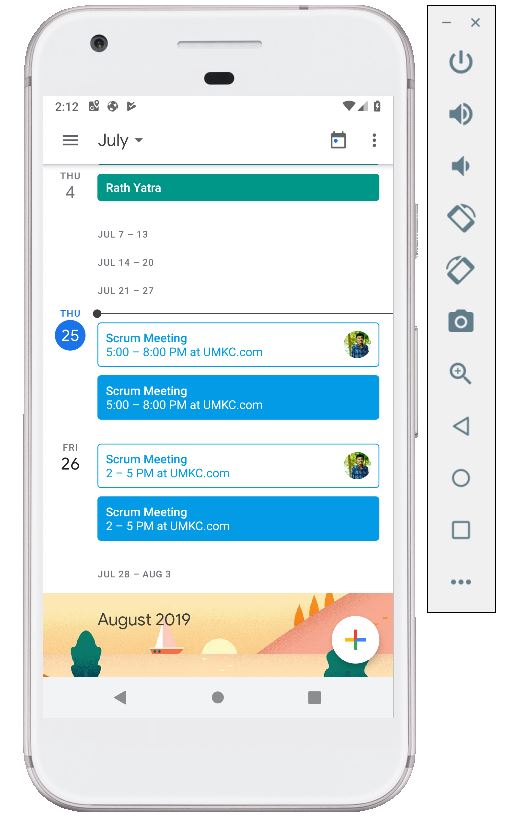 2:12
July
THU
4
Rath Yatra
JUL 7 – 13
JUL 14 – 20
JUL 21 – 27
THU
25
Scrum Meeting
5:00 – 8:00 PM at UMKC.com
Scrum Meeting
5:00 – 8:00 PM at UMKC.com
FRI
26
Scrum Meeting
2 – 5 PM at UMKC.com
Scrum Meeting
2 – 5 PM at UMKC.com
JUL 28 – AUG 3
August 2019